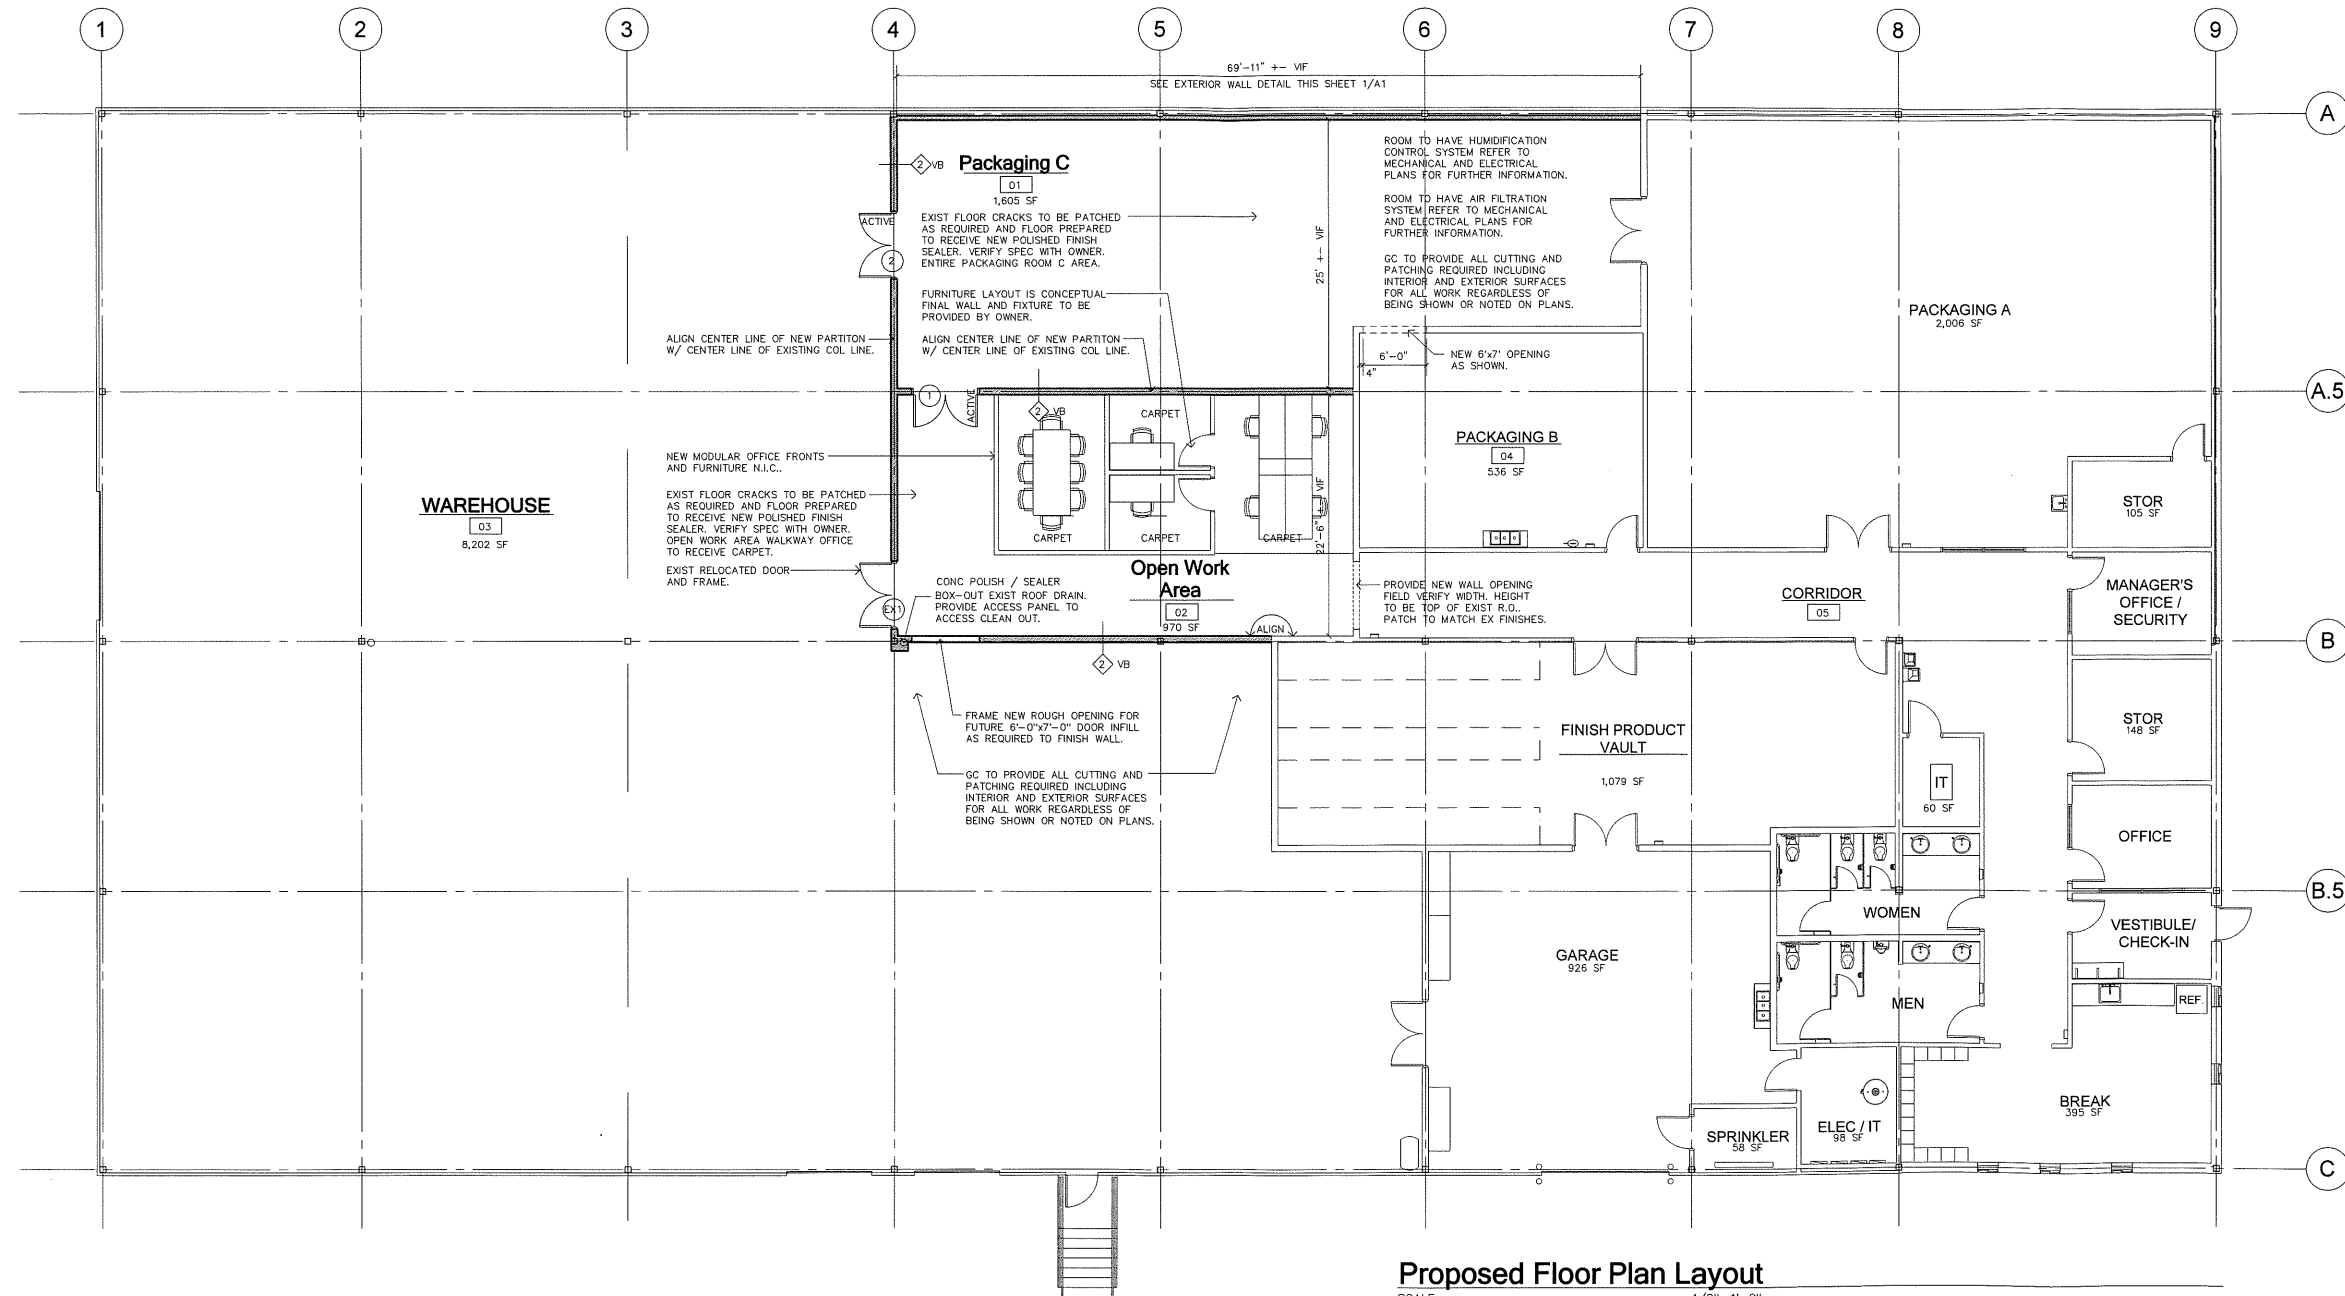 1 2 3 4 5 6 7 8 9
69'-11" +- VIF
SEE EXTERIOR WALL DETAIL THIS SHEET 1/A1
A
A.5
B
B.5
C
2 VB
Packaging C
01
1,605 SF
EXIST FLOOR CRACKS TO BE PATCHED
AS REQUIRED AND FLOOR PREPARED
TO RECEIVE NEW POLISHED FINISH
SEALER. VERIFY SPEC WITH OWNER.
ENTIRE PACKAGING ROOM C AREA.
ACTIVE
2
FURNITURE LAYOUT IS CONCEPTUAL
FINAL WALL AND FIXTURE TO BE
PROVIDED BY OWNER.
ALIGN CENTER LINE OF NEW PARTITON
W/ CENTER LINE OF EXISTING COL LINE.
ALIGN CENTER LINE OF NEW PARTITON
W/ CENTER LINE OF EXISTING COL LINE.
25' +- VIF
ROOM TO HAVE HUMIDIFICATION
CONTROL SYSTEM REFER TO
MECHANICAL AND ELECTRICAL
PLANS FOR FURTHER INFORMATION.
ROOM TO HAVE AIR FILTRATION
SYSTEM REFER TO MECHANICAL
AND ELECTRICAL PLANS FOR
FURTHER INFORMATION.
GC TO PROVIDE ALL CUTTING AND
PATCHING REQUIRED INCLUDING
INTERIOR AND EXTERIOR SURFACES
FOR ALL WORK REGARDLESS OF
BEING SHOWN OR NOTED ON PLANS.
6'-0"
4"
NEW 6'x7' OPENING
AS SHOWN.
PACKAGING A
2,006 SF
1
ACTIVE
2 VB
CARPET
CARPET
CARPET
CARPET
22'-6" +- VIF
PACKAGING B
04
536 SF
NEW MODULAR OFFICE FRONTS
AND FURNITURE N.I.C..
EXIST FLOOR CRACKS TO BE PATCHED
AS REQUIRED AND FLOOR PREPARED
TO RECEIVE NEW POLISHED FINISH
SEALER. VERIFY SPEC WITH OWNER.
OPEN WORK AREA WALKWAY OFFICE
TO RECEIVE CARPET.
EXIST RELOCATED DOOR
AND FRAME.
WAREHOUSE
03
8,202 SF
STOR
105 SF
EX1
CONC POLISH / SEALER
BOX-OUT EXIST ROOF DRAIN.
PROVIDE ACCESS PANEL TO
ACCESS CLEAN OUT.
Open Work
Area
02
970 SF
ALIGN
2 VB
PROVIDE NEW WALL OPENING
FIELD VERIFY WIDTH. HEIGHT
TO BE TOP OF EXIST R.O..
PATCH TO MATCH EX FINISHES.
CORRIDOR
05
MANAGER'S
OFFICE /
SECURITY
FRAME NEW ROUGH OPENING FOR
FUTURE 6'-0"x7'-0" DOOR INFILL
AS REQUIRED TO FINISH WALL.
GC TO PROVIDE ALL CUTTING AND
PATCHING REQUIRED INCLUDING
INTERIOR AND EXTERIOR SURFACES
FOR ALL WORK REGARDLESS OF
BEING SHOWN OR NOTED ON PLANS.
FINISH PRODUCT
VAULT
1,079 SF
STOR
148 SF
IT
60 SF
OFFICE
WOMEN
VESTIBULE/
CHECK-IN
GARAGE
926 SF
MEN
REF.
BREAK
395 SF
SPRINKLER
58 SF
ELEC / IT
98 SF
Proposed Floor Plan Layout